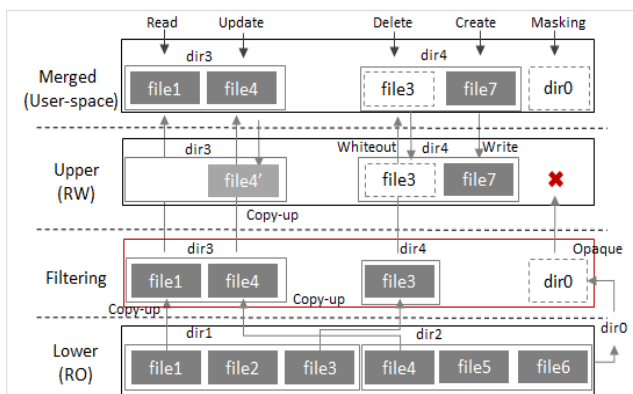 Read Update Delete Create Masking
dir3 dir4
Merged
(User-space)
file1 file4 file3 file7 dir0
dir3 Whiteout dir4 Write
Upper
(RW)
file4’ file3 file7
Copy-up
dir3 dir4 Opaque
Filtering
file1 file4 file3 dir0
Copy-up Copy-up
dir1 dir2 dir0
Lower
(RO)
file1 file2 file3 file4 file5 file6